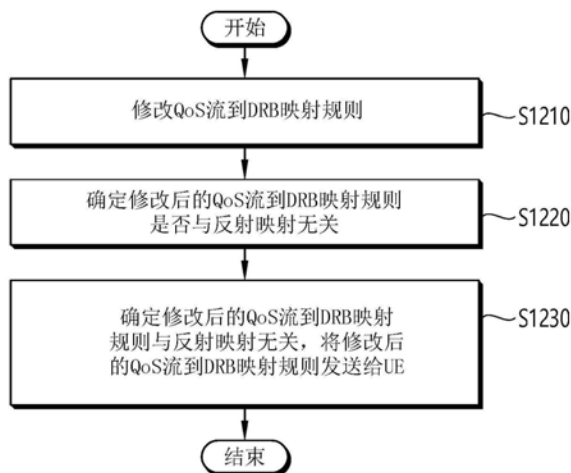 开始
修改QoS流到DRB映射规则
S1210
确定修改后的QoS流到DRB映射规则
是否与反射映射无关
S1220
确定修改后的QoS流到DRB映射
规则与反射映射无关，将修改后
的QoS流到DRB映射规则发送给UE
S1230
结束